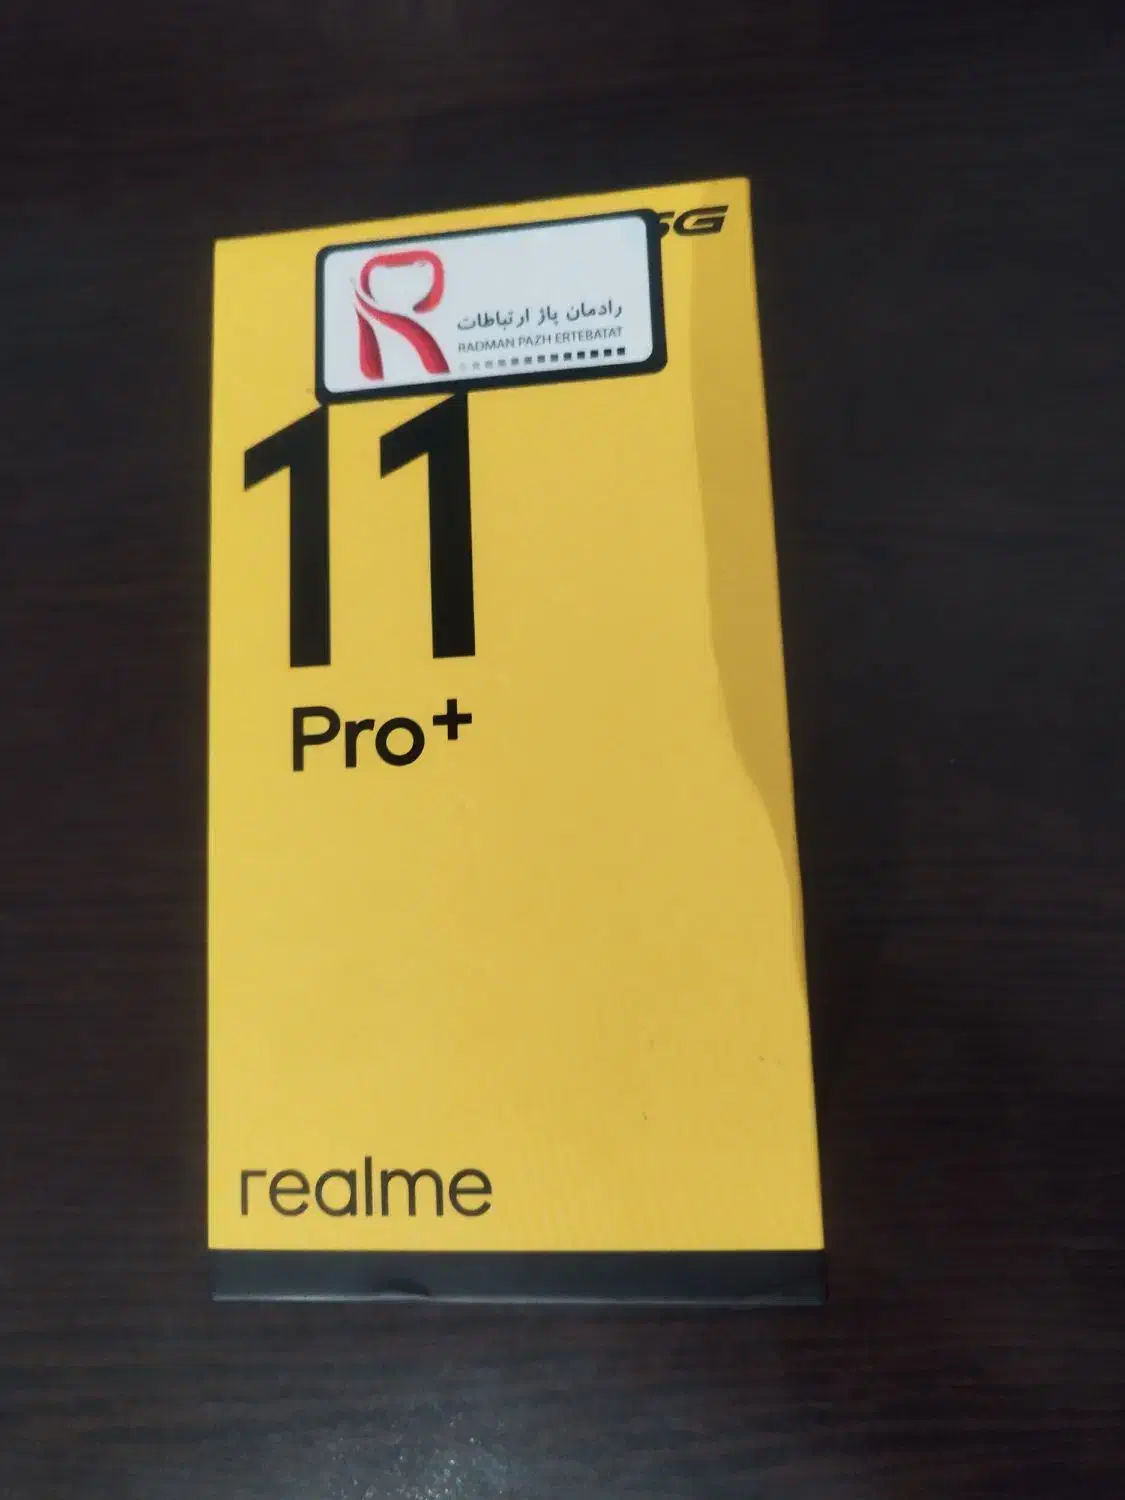 5G
رادمان پاژ ارتباطات
RADMAN PAZH ERTEBATAT
11
Pro+
realme